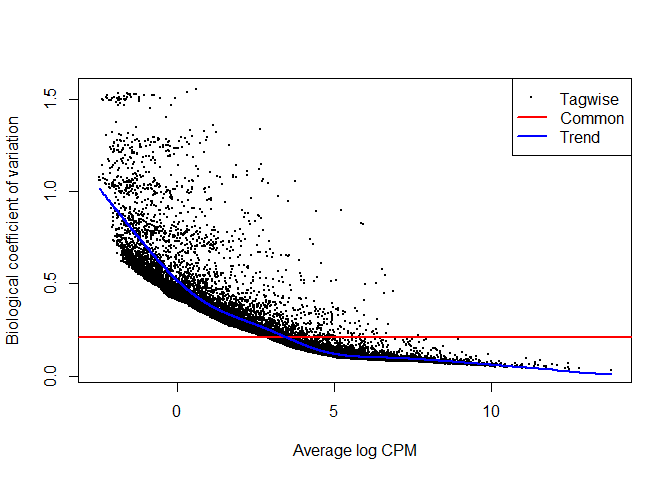 Tagwise
Common
Trend
Biological coefficient of variation
1.5
1.0
0.5
0.0
0
5
10
Average log CPM